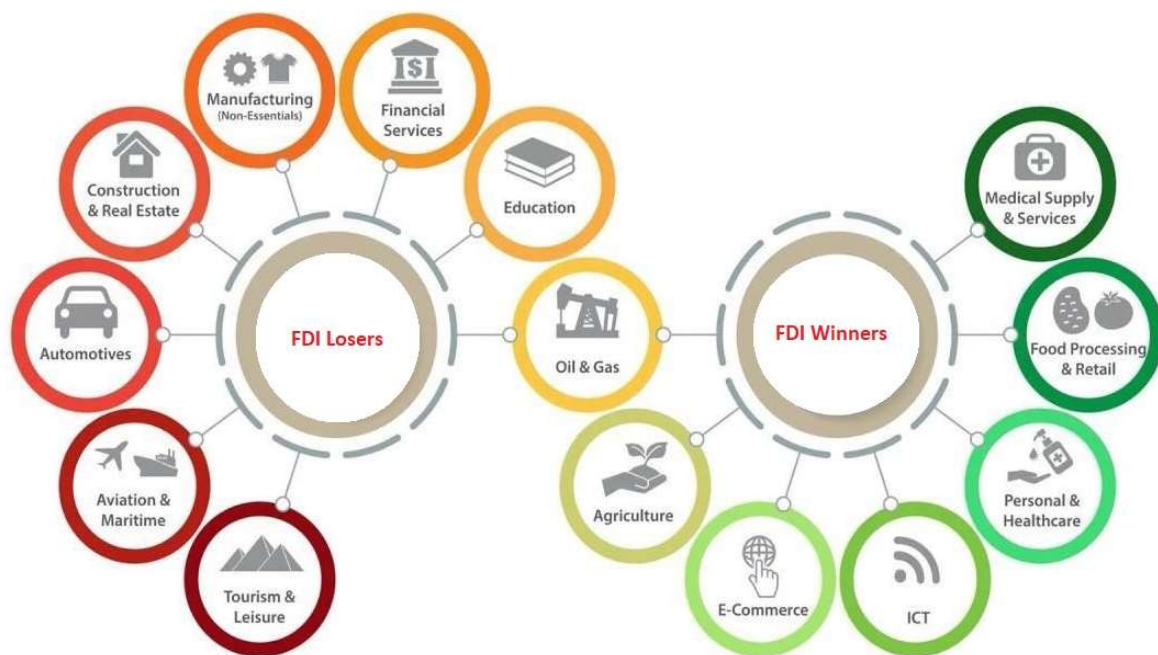 Manufacturing
(Non-Essentials)
Financial
Services
Construction
& Real Estate
Education
Automotives
FDI Losers
Oil & Gas
Aviation &
Maritime
Tourism &
Leisure
FDI Winners
Medical Supply
& Services
Food Processing
& Retail
Personal &
Healthcare
Agriculture
E-Commerce
ICT